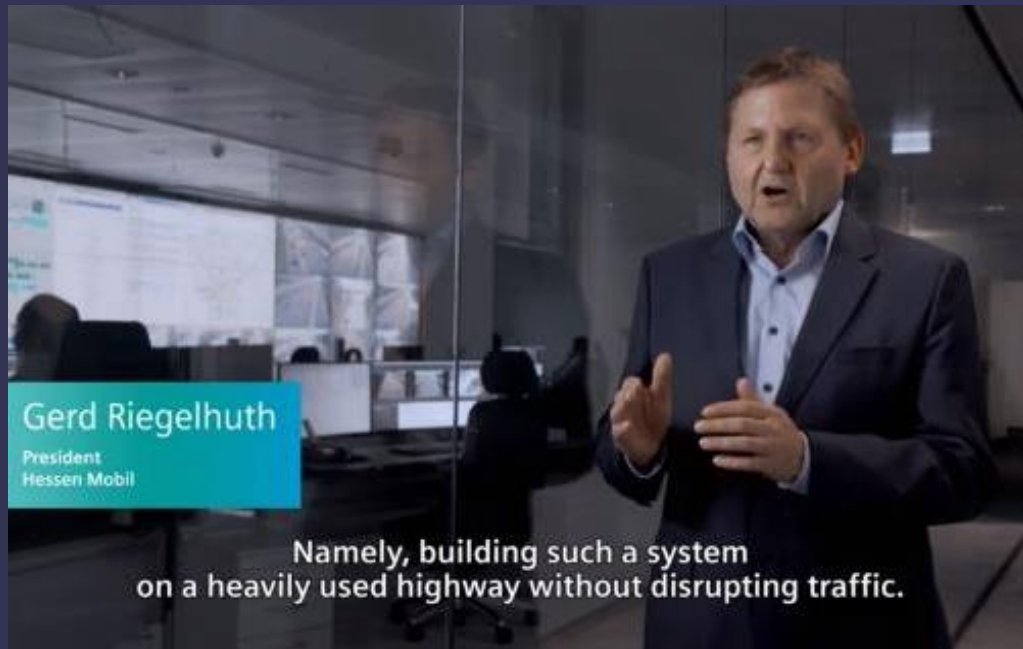 Gerd Riegelhuth
President
Hessen Mobil
Namely, building such a system
on a heavily used highway without disrupting traffic.